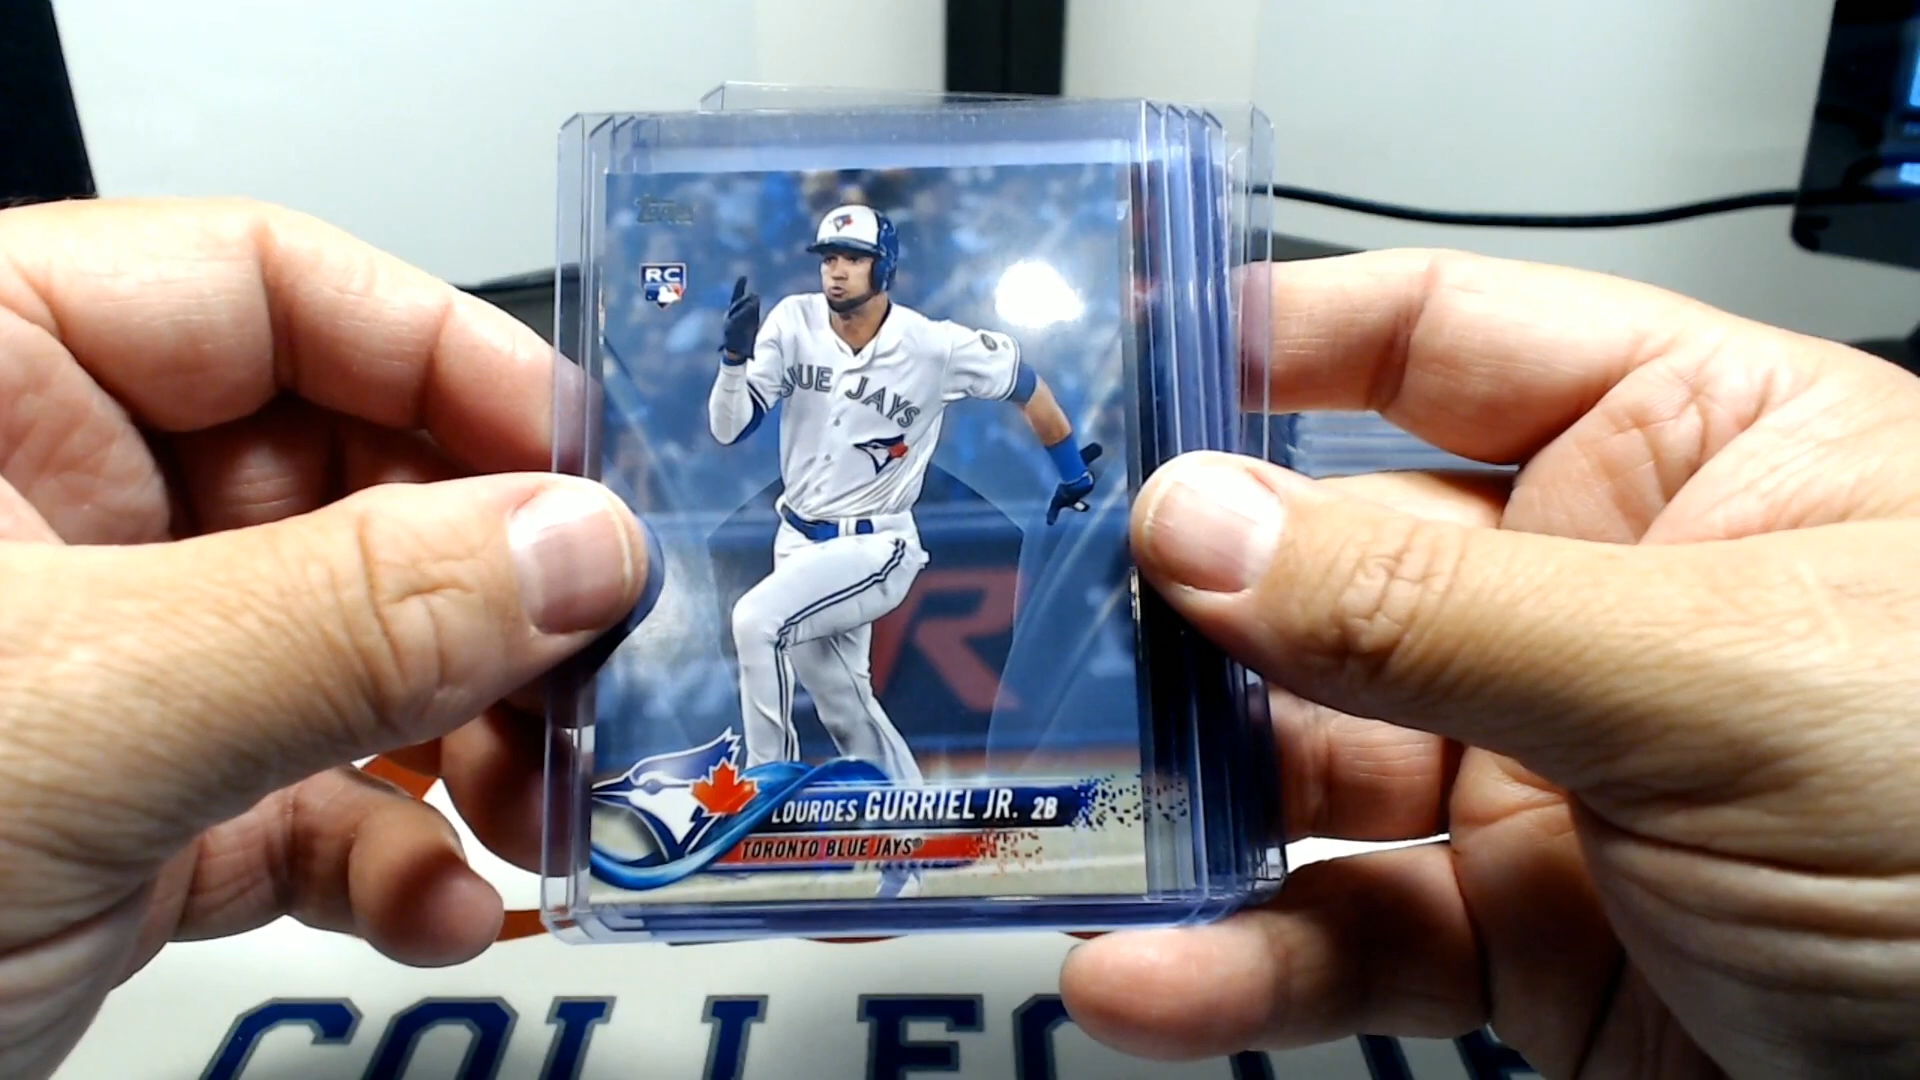 Topps
RC
BLUE JAYS
R
LOURDES GURRIEL JR. 2B
TORONTO BLUE JAYS®